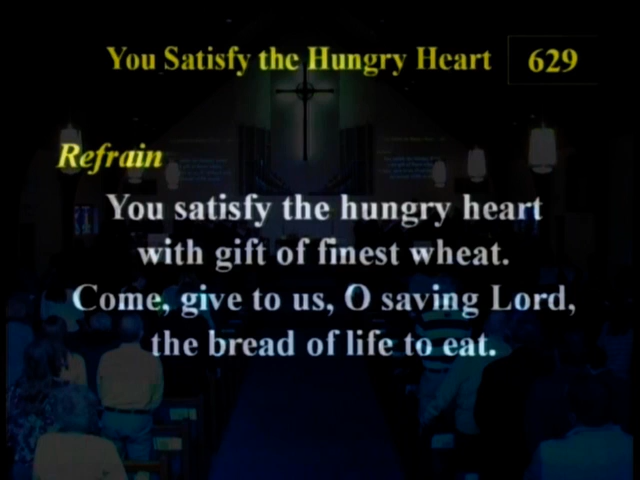 You Satisfy the Hungry Heart 629
Refrain
You satisfy the hungry heart
with gift of finest wheat.
Come, give to us, O saving Lord,
the bread of life to eat.